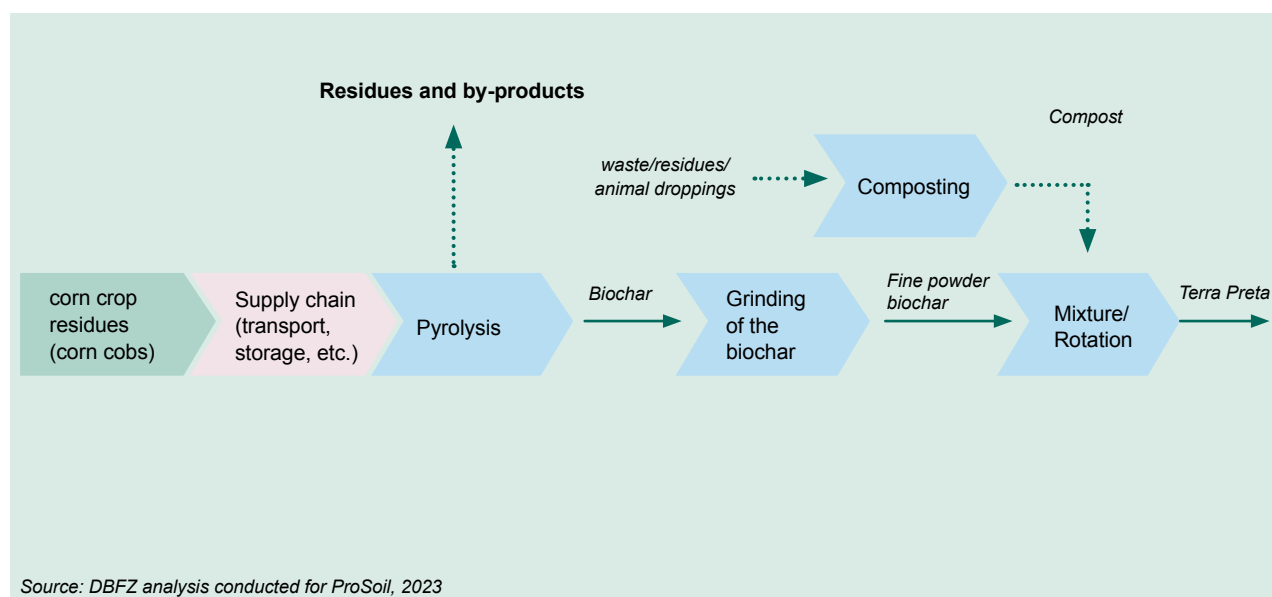 Residues and by-products
Compost
waste/residues/
animal droppings
Composting
corn crop
residues
(corn cobs)
Supply chain
(transport,
storage, etc.)
Pyrolysis
Biochar
Grinding
of the
biochar
Fine powder
biochar
Mixture/
Rotation
Terra Preta
Source: DBFZ analysis conducted for ProSoil, 2023